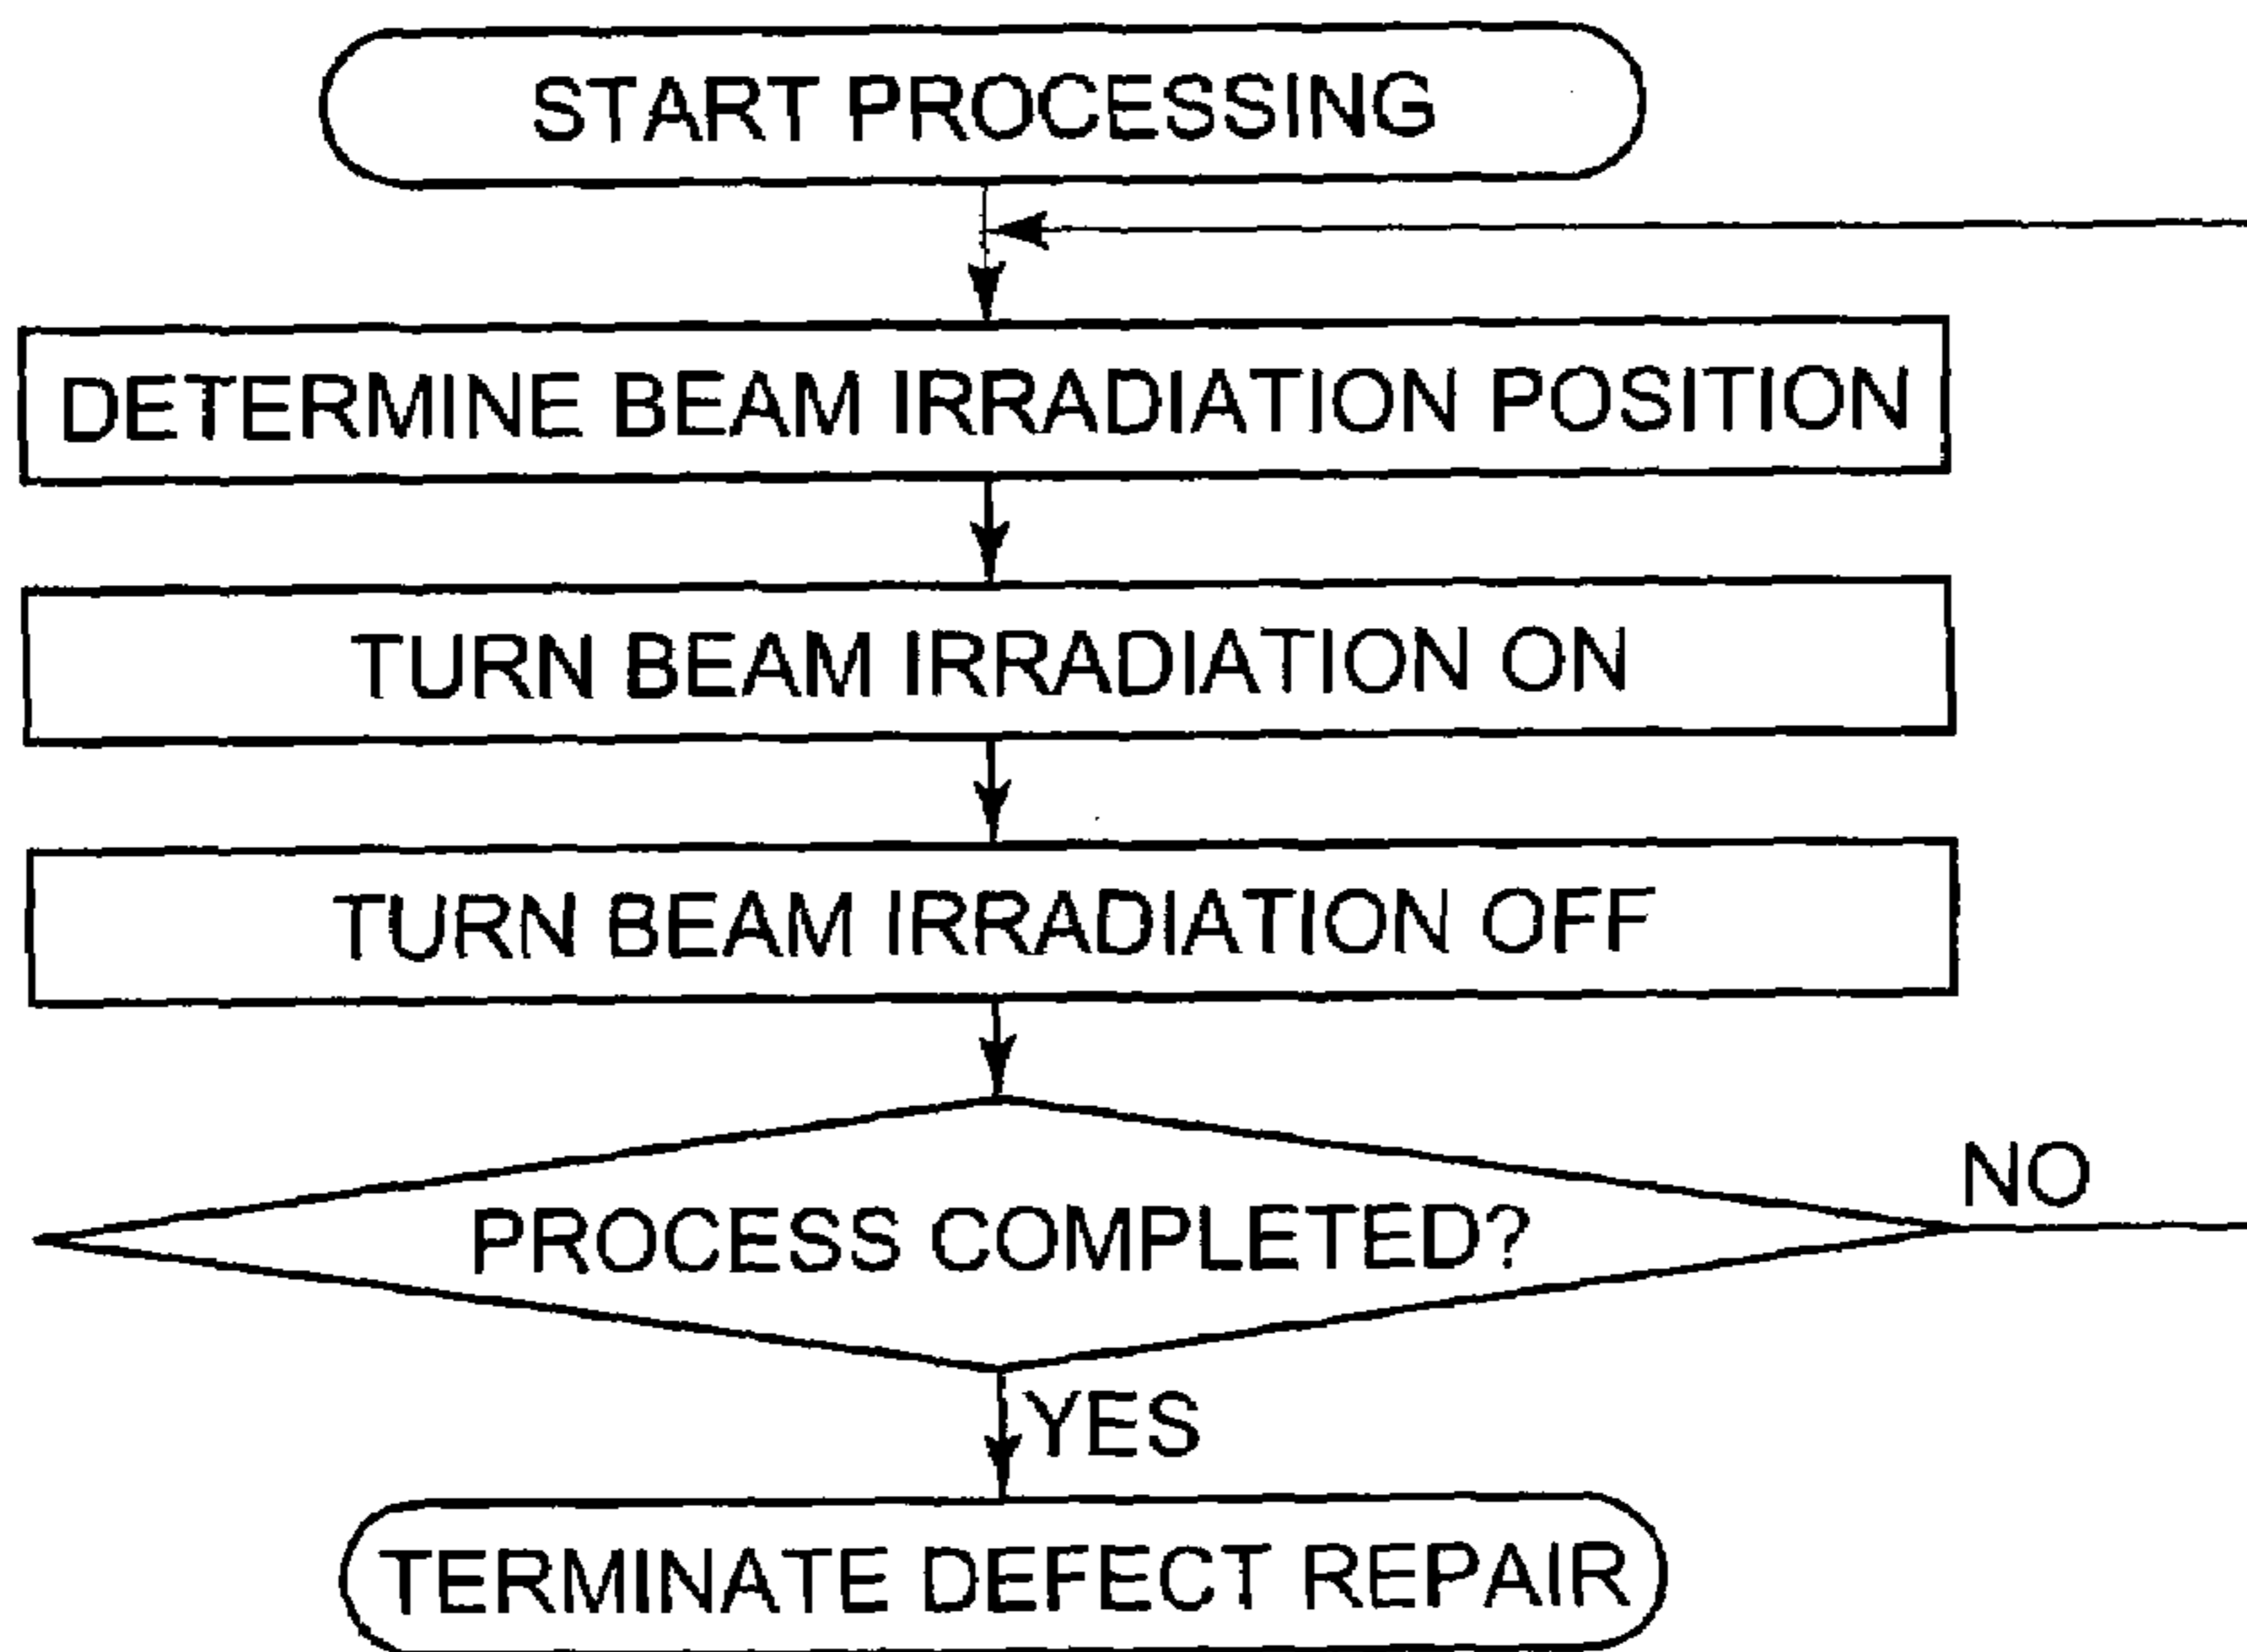 START PROCESSING
DETERMINE BEAM IRRADIATION POSITION
TURN BEAM IRRADIATION ON
TURN BEAM IRRADIATION OFF
NO
PROCESS COMPLETED?
YES
TERMINATE DEFECT REPAIR